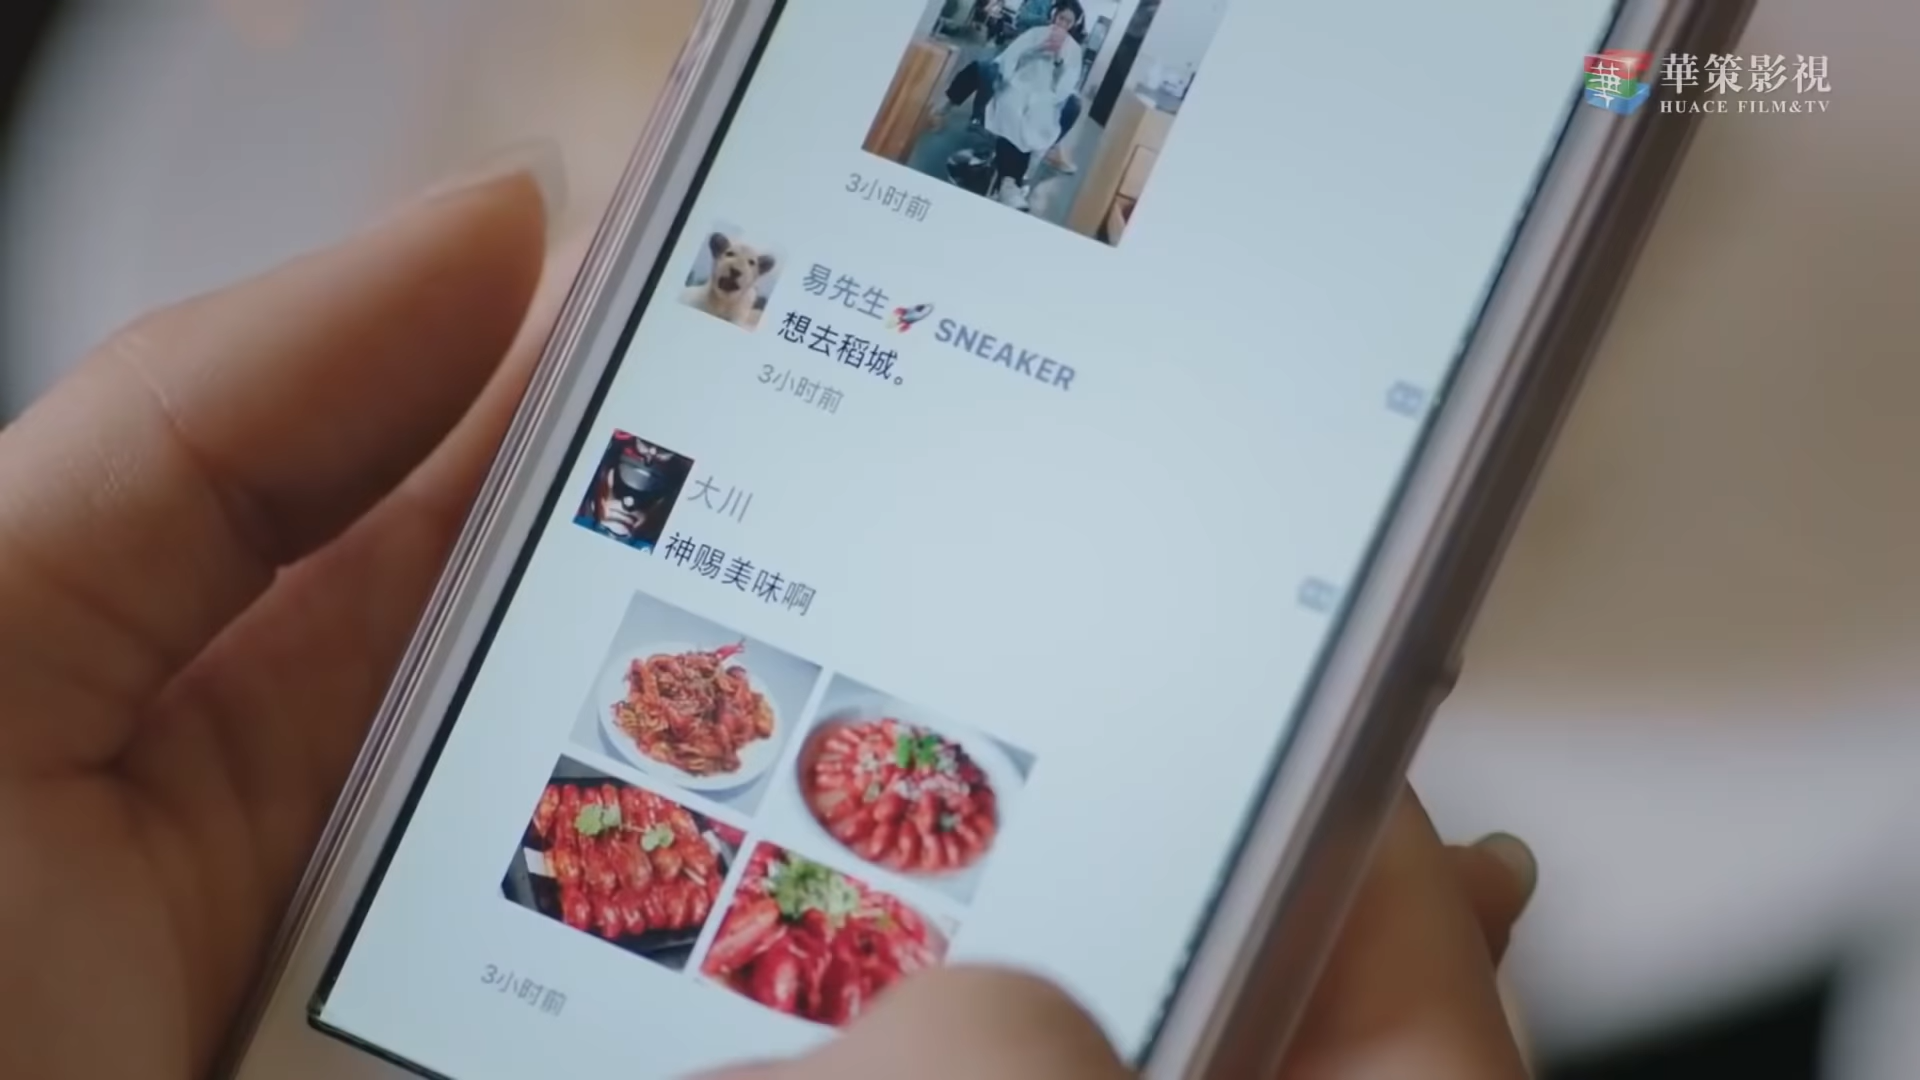 華策影視
HUACE FILM&TV
3小时前
易先生🚀 SNEAKER
想去稻城。
3小时前
大川
神赐美味啊
3小时前